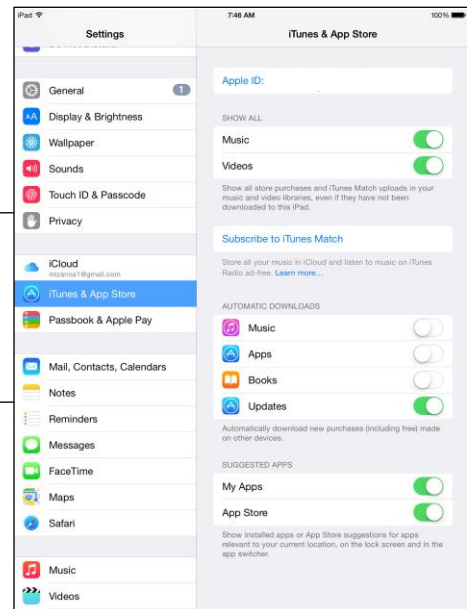 iPad
7:46 AM
100%
Settings
iTunes & App Store
General
1
Display & Brightness
Wallpaper
Sounds
Touch ID & Passcode
Privacy
iCloud
mizanoa1@gmail.com
iTunes & App Store
Passbook & Apple Pay
Mail, Contacts, Calendars
Notes
Reminders
Messages
FaceTime
Maps
Safari
Music
Videos
Apple ID:
SHOW ALL
Music
Videos
Show all store purchases and iTunes Match uploads in your
music and video libraries, even if they have not been
downloaded to this iPad.
Subscribe to iTunes Match
Store all your music in iCloud and listen to music on iTunes
Radio ad-free. Learn more...
AUTOMATIC DOWNLOADS
Music
Apps
Books
Updates
Automatically download new purchases (including free) made
on other devices.
SUGGESTED APPS
My Apps
App Store
Show installed apps or App Store suggestions for apps
relevant to your current location, on the lock screen and in the
app switcher.